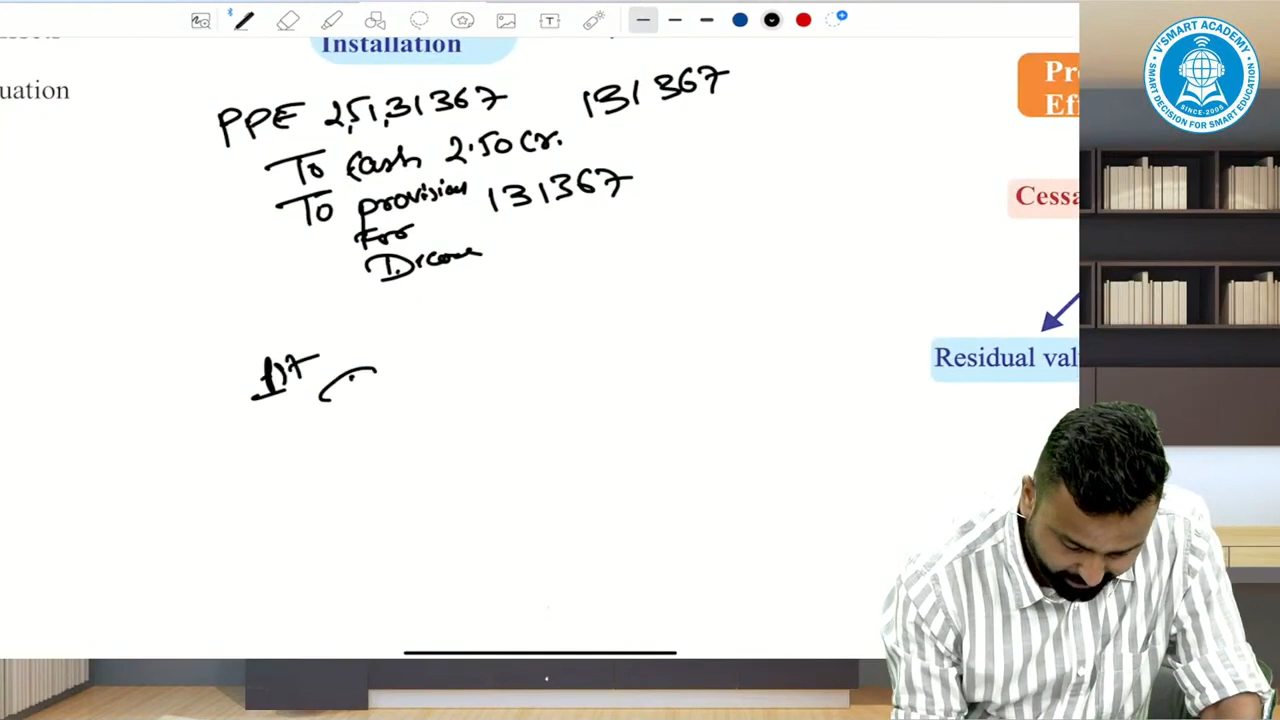 uation
Installation
PPE 2,51,31367 131367
To Cash 2.50 Cr.
To provision 131367
For
Pr
Ef
Cessa
Residual val
V'SMART ACADEMY
SINCE-2005
SMART DECISION FOR SMART EDUCATION